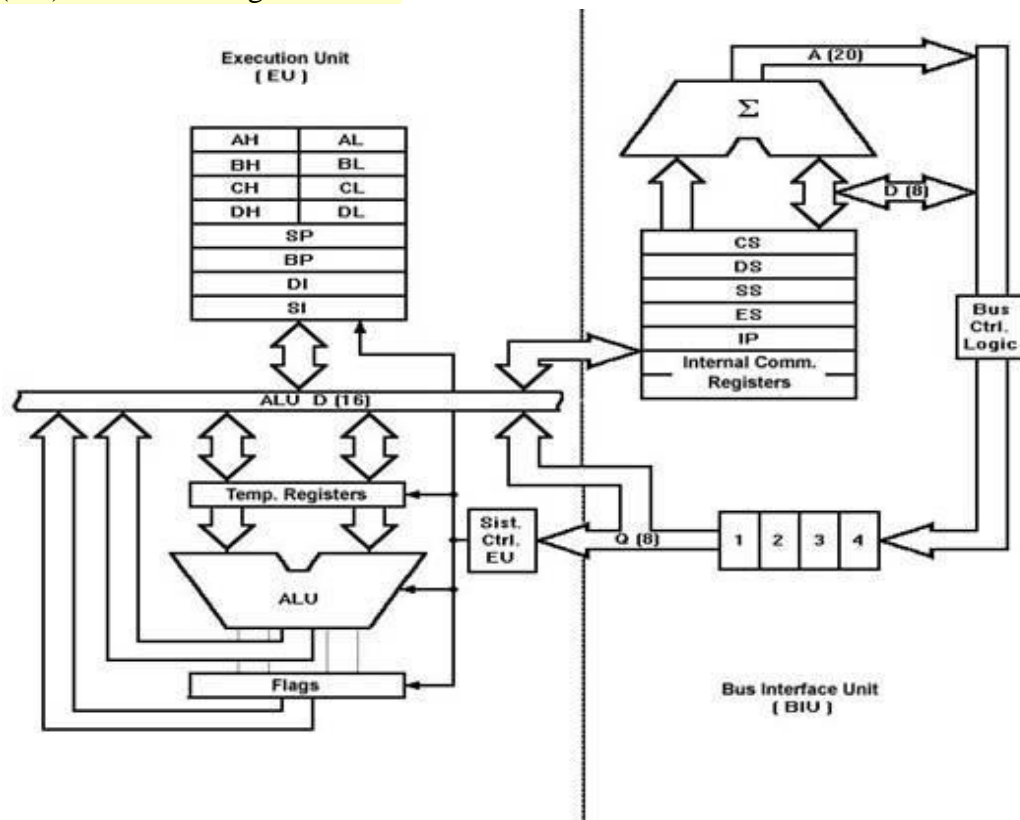 Execution Unit
( EU )
AH AL
BH BL
CH CL
DH DL
SP
BP
DI
SI
ALU D (16)
Temp. Registers
ALU
Flags
Sist.
Ctrl.
EU
Q (8)
1 2 3 4
A (20)
Σ
D (8)
CS
DS
SS
ES
IP
Internal Comm.
Registers
Bus
Ctrl.
Logic
Bus Interface Unit
( BIU )